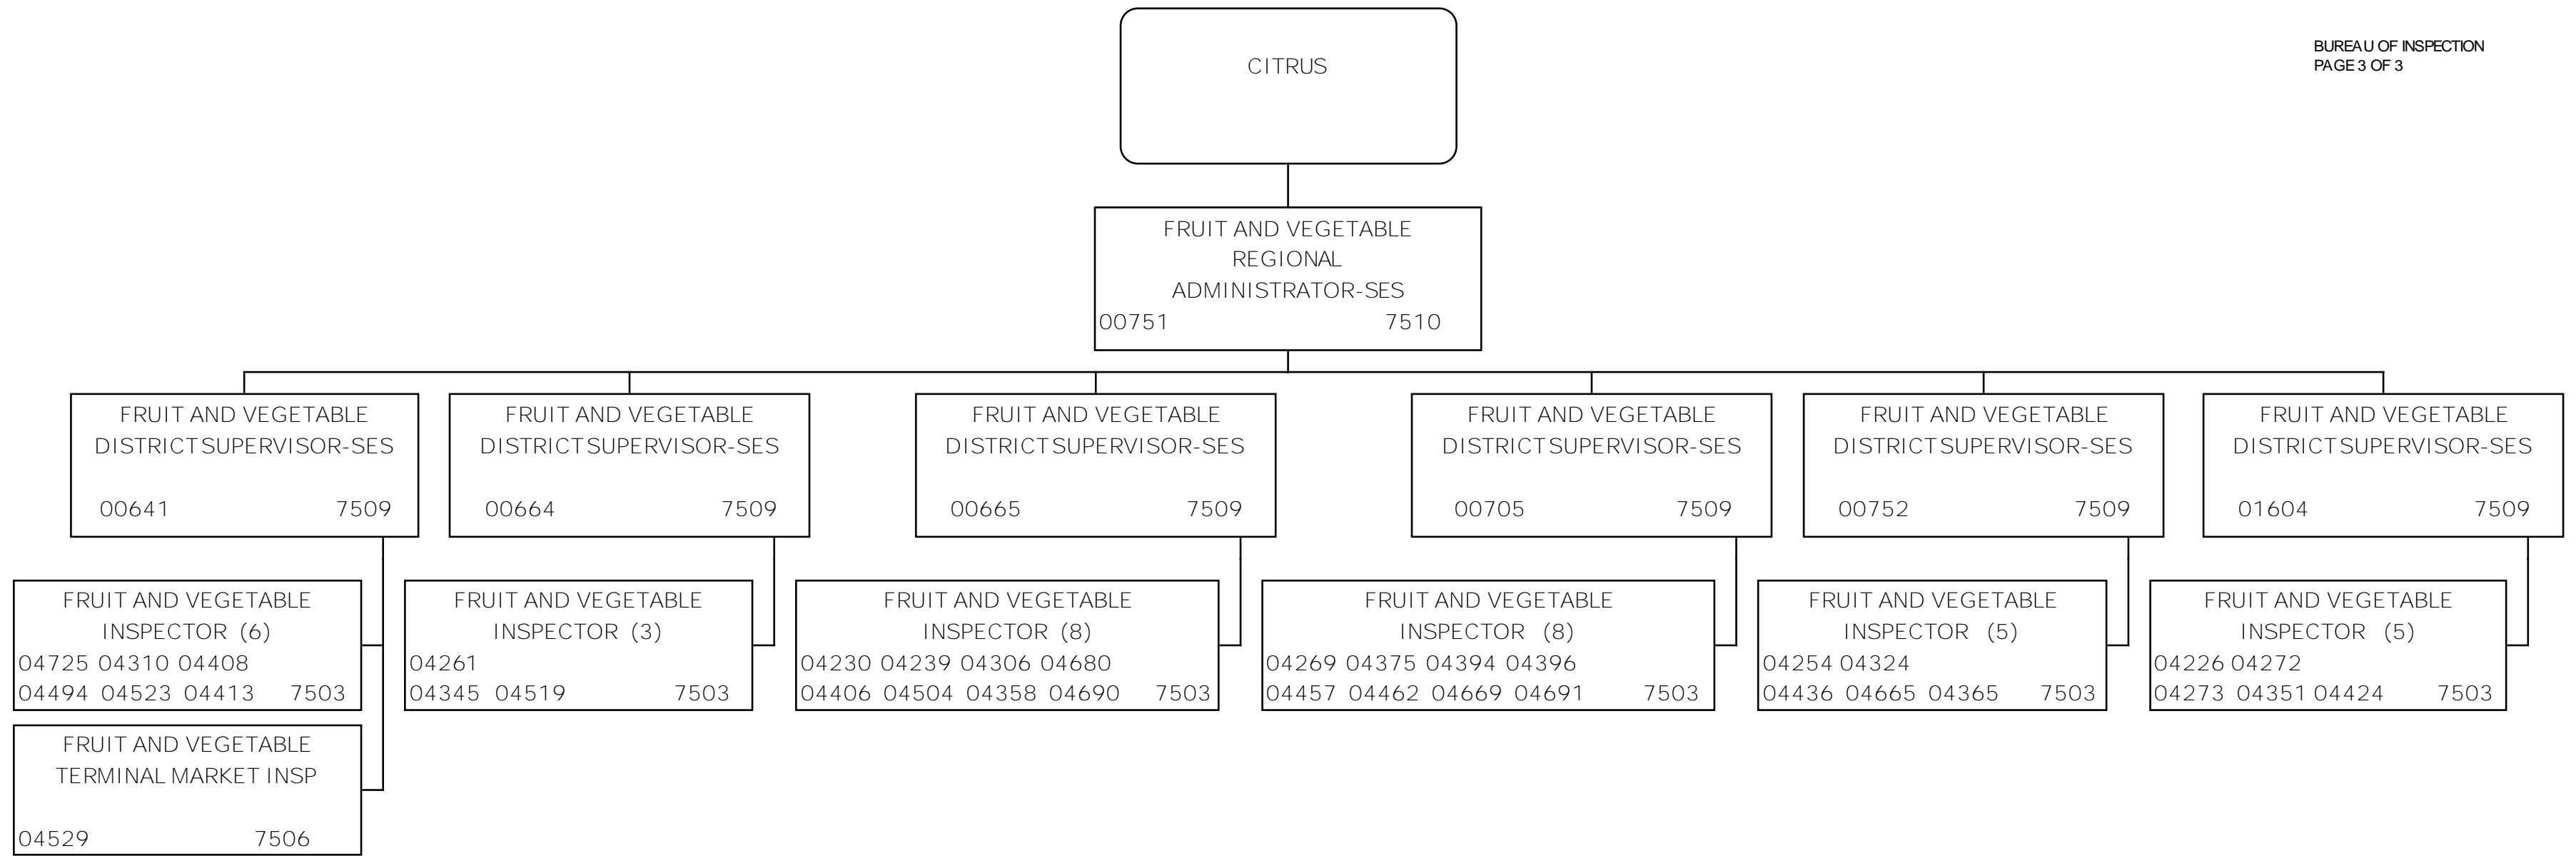 CITRUS
BUREAU OF INSPECTION
PAGE 3 OF 3
FRUIT AND VEGETABLE
REGIONAL
ADMINISTRATOR-SES
00751 7510
FRUIT AND VEGETABLE
DISTRICT SUPERVISOR-SES
00641 7509
FRUIT AND VEGETABLE
DISTRICT SUPERVISOR-SES
00664 7509
FRUIT AND VEGETABLE
DISTRICT SUPERVISOR-SES
00665 7509
FRUIT AND VEGETABLE
DISTRICT SUPERVISOR-SES
00705 7509
FRUIT AND VEGETABLE
DISTRICT SUPERVISOR-SES
00752 7509
FRUIT AND VEGETABLE
DISTRICT SUPERVISOR-SES
01604 7509
FRUIT AND VEGETABLE
INSPECTOR (6)
04725 04310 04408
04494 04523 04413 7503
FRUIT AND VEGETABLE
INSPECTOR (3)
04261
04345 04519 7503
FRUIT AND VEGETABLE
INSPECTOR (8)
04230 04239 04306 04680
04406 04504 04358 04690 7503
FRUIT AND VEGETABLE
INSPECTOR (8)
04269 04375 04394 04396
04457 04462 04669 04691 7503
FRUIT AND VEGETABLE
INSPECTOR (5)
04254 04324
04436 04665 04365 7503
FRUIT AND VEGETABLE
INSPECTOR (5)
04226 04272
04273 04351 04424 7503
FRUIT AND VEGETABLE
TERMINAL MARKET INSP
04529 7506